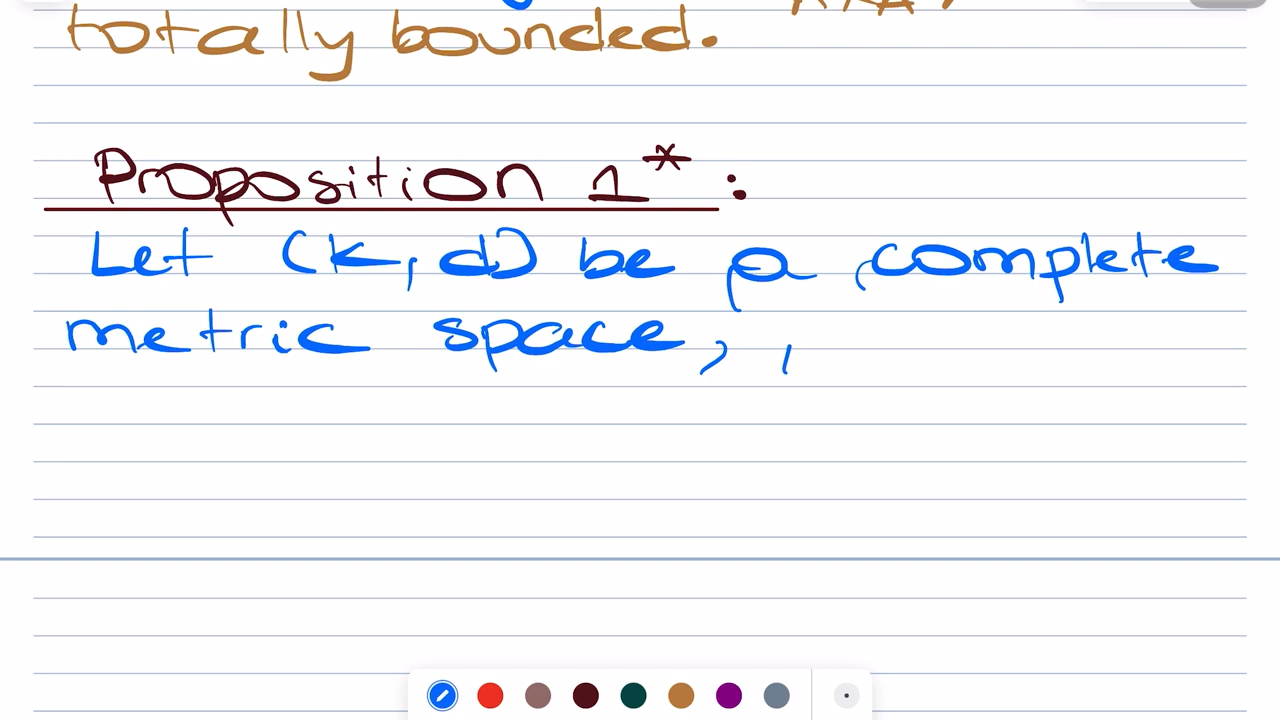 totally bounded.
Proposition 1*:
Let (k,d) be a complete
metric space,